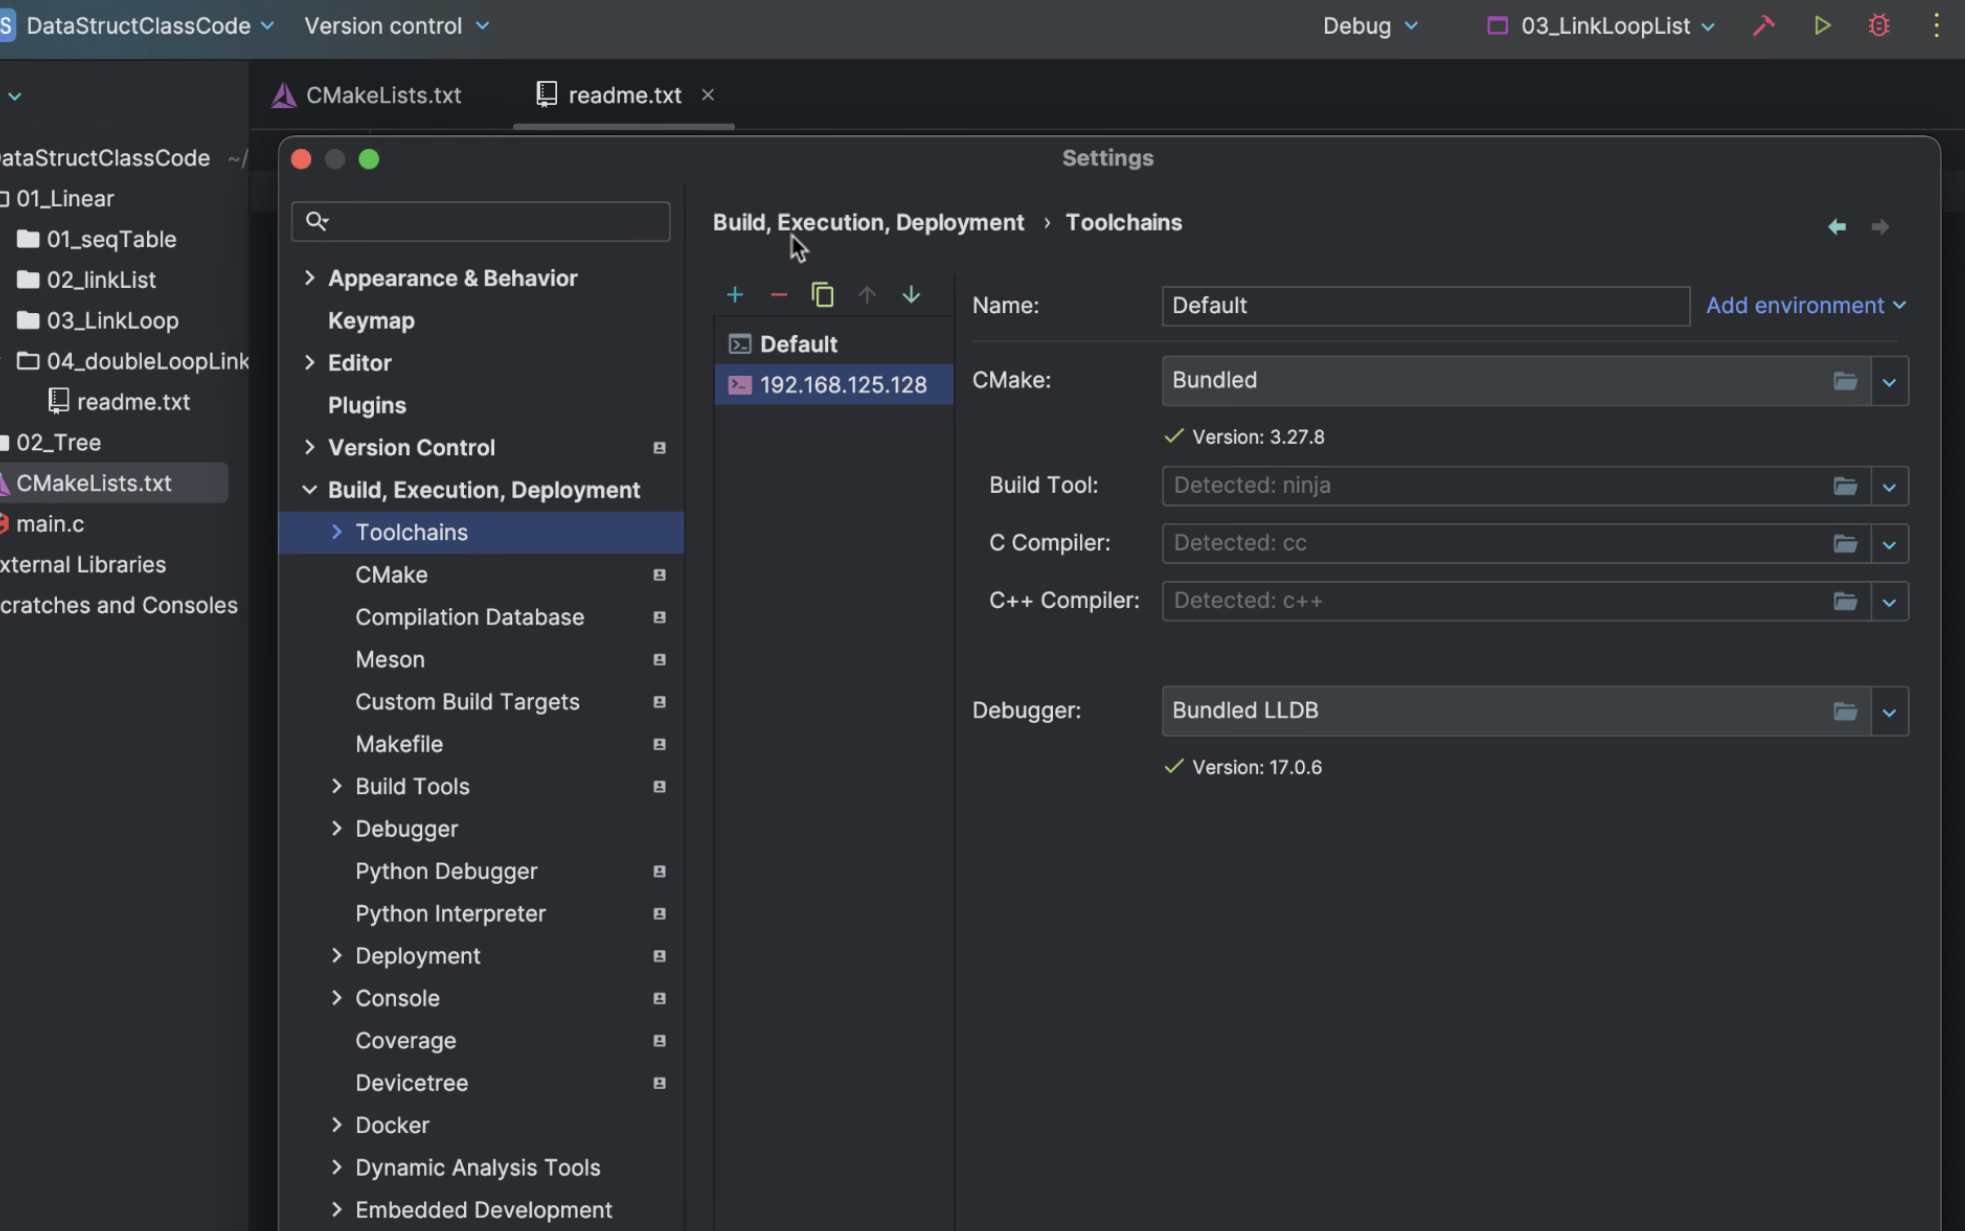 S DataStructClassCode Version control Debug 03_LinkLoopList
CMakeLists.txt readme.txt
ataStructClassCode ~/
01_Linear
01_seqTable
02_linkList
03_LinkLoop
04_doubleLoopLink
readme.txt
02_Tree
CMakeLists.txt
main.c
xternal Libraries
cratches and Consoles
Settings
Appearance & Behavior
Keymap
Editor
Plugins
Version Control
Build, Execution, Deployment
Toolchains
CMake
Compilation Database
Meson
Custom Build Targets
Makefile
Build Tools
Debugger
Python Debugger
Python Interpreter
Deployment
Console
Coverage
Devicetree
Docker
Dynamic Analysis Tools
Embedded Development
Build, Execution, Deployment › Toolchains
Default
192.168.125.128
Name: Default Add environment
CMake: Bundled
Version: 3.27.8
Build Tool: Detected: ninja
C Compiler: Detected: cc
C++ Compiler: Detected: c++
Debugger: Bundled LLDB
Version: 17.0.6